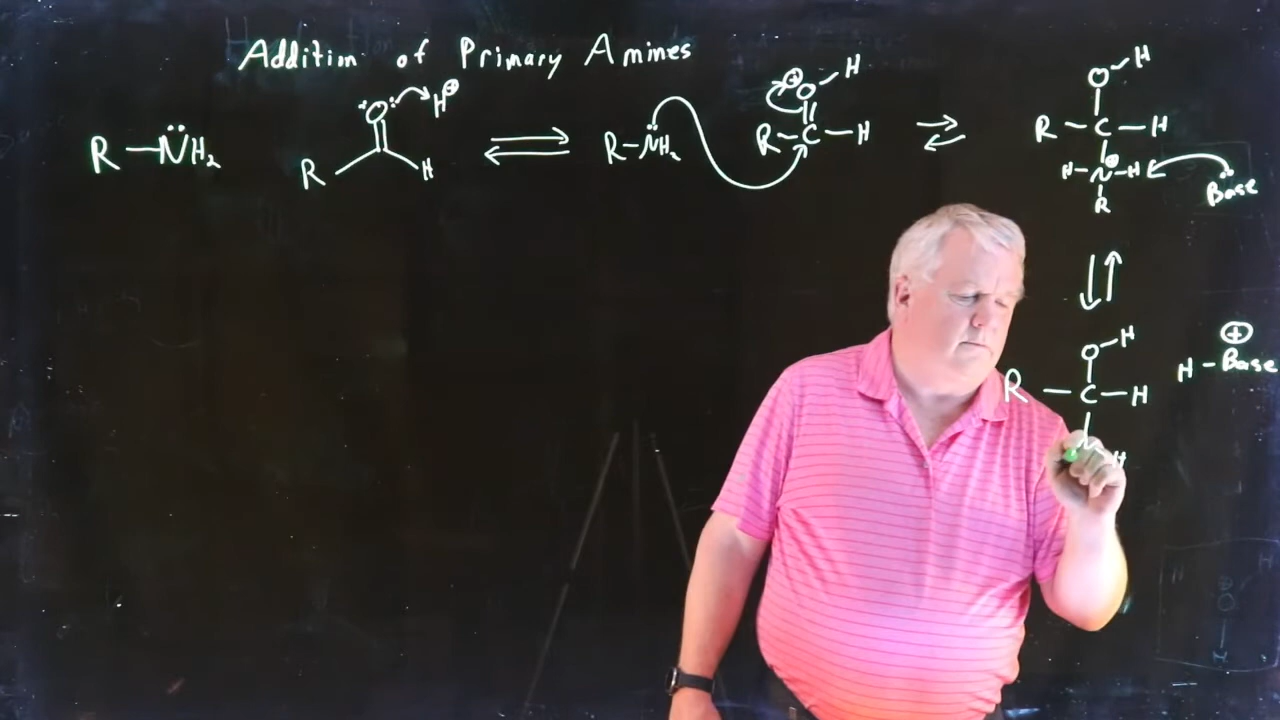 Addition of Primary Amines
R—N̈H₂
O
R
H
H⊕
R—N̈H₂
⊕
O—H
R—C—H
O—H
R—C—H
H—N⊕—H
R
Base
O—H
R—C—H
N
H
⊕
H—Base